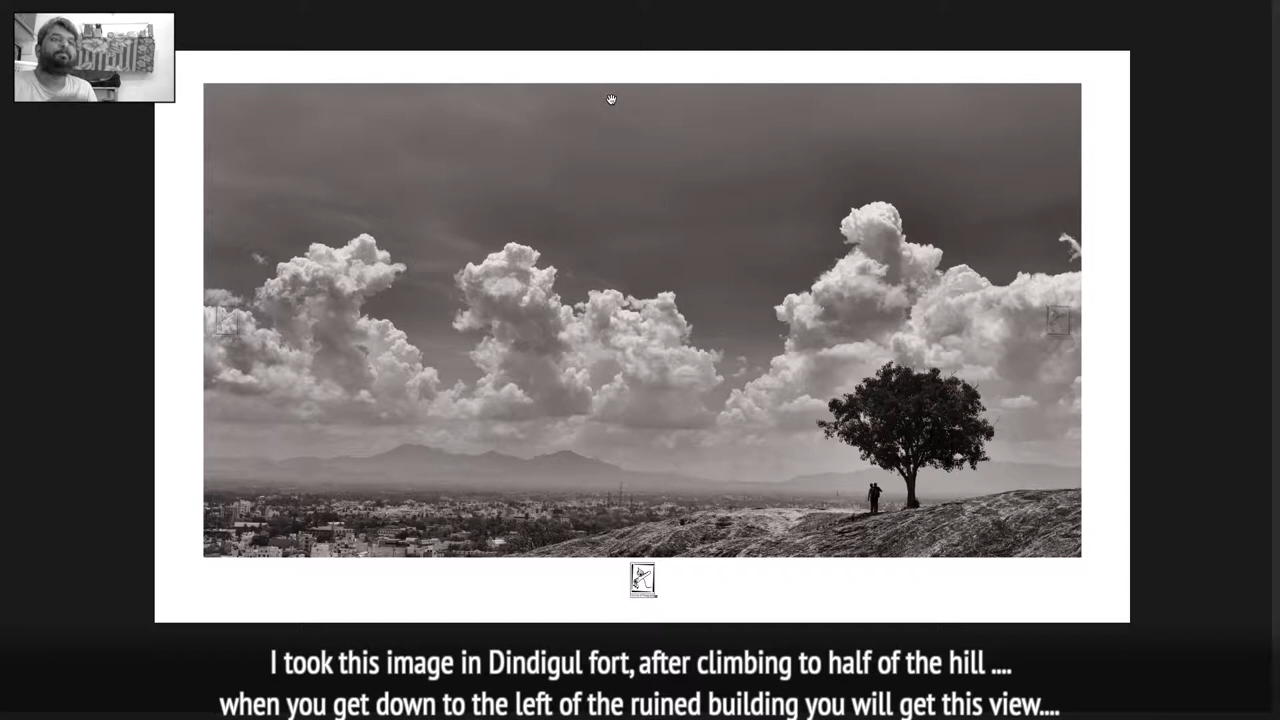 I took this image in Dindigul fort, after climbing to half of the hill ....
when you get down to the left of the ruined building you will get this view....